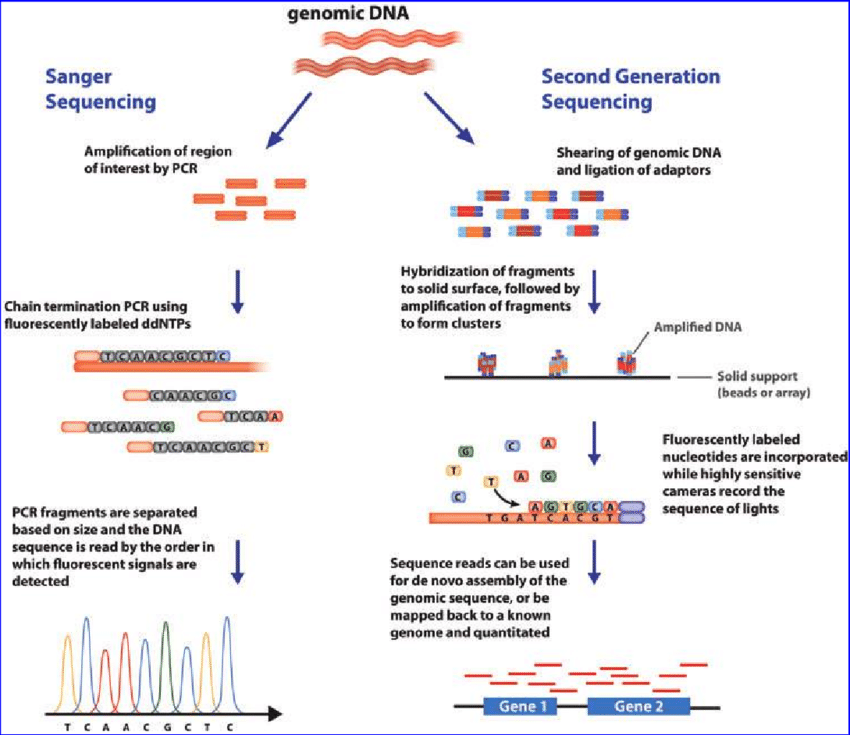 genomic DNA
Sanger
Sequencing
Second Generation
Sequencing
Amplification of region
of interest by PCR
Shearing of genomic DNA
and ligation of adaptors
Chain termination PCR using
fluorescently labeled ddNTPs
Hybridization of fragments
to solid surface, followed by
amplification of fragments
to form clusters
Amplified DNA
Solid support
(beads or array)
TCAACGCTC
CAACGC
TCAA
TCAACG
TCAACGCT
Fluorescently labeled
nucleotides are incorporated
while highly sensitive
cameras record the
sequence of lights
G C A
T T A G
C
AGTGCA
TGATCACGT
PCR fragments are separated
based on size and the DNA
sequence is read by the order in
which fluorescent signals are
detected
Sequence reads can be used
for de novo assembly of the
genomic sequence, or be
mapped back to a known
genome and quantitated
T C A A C G C T C
Gene 1 Gene 2